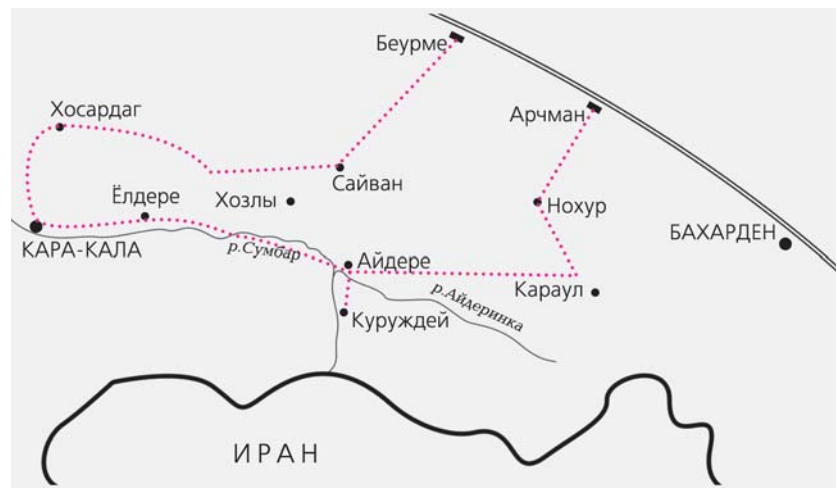 Беурме
Хосардаг
Арчман
Сайван
Ёлдере
Хозлы
Нохур
БАХАРДЕН
КАРА-КАЛА
р.Сумбар
Айдере
Караул
р.Айдеринка
Куруждей
ИРАН